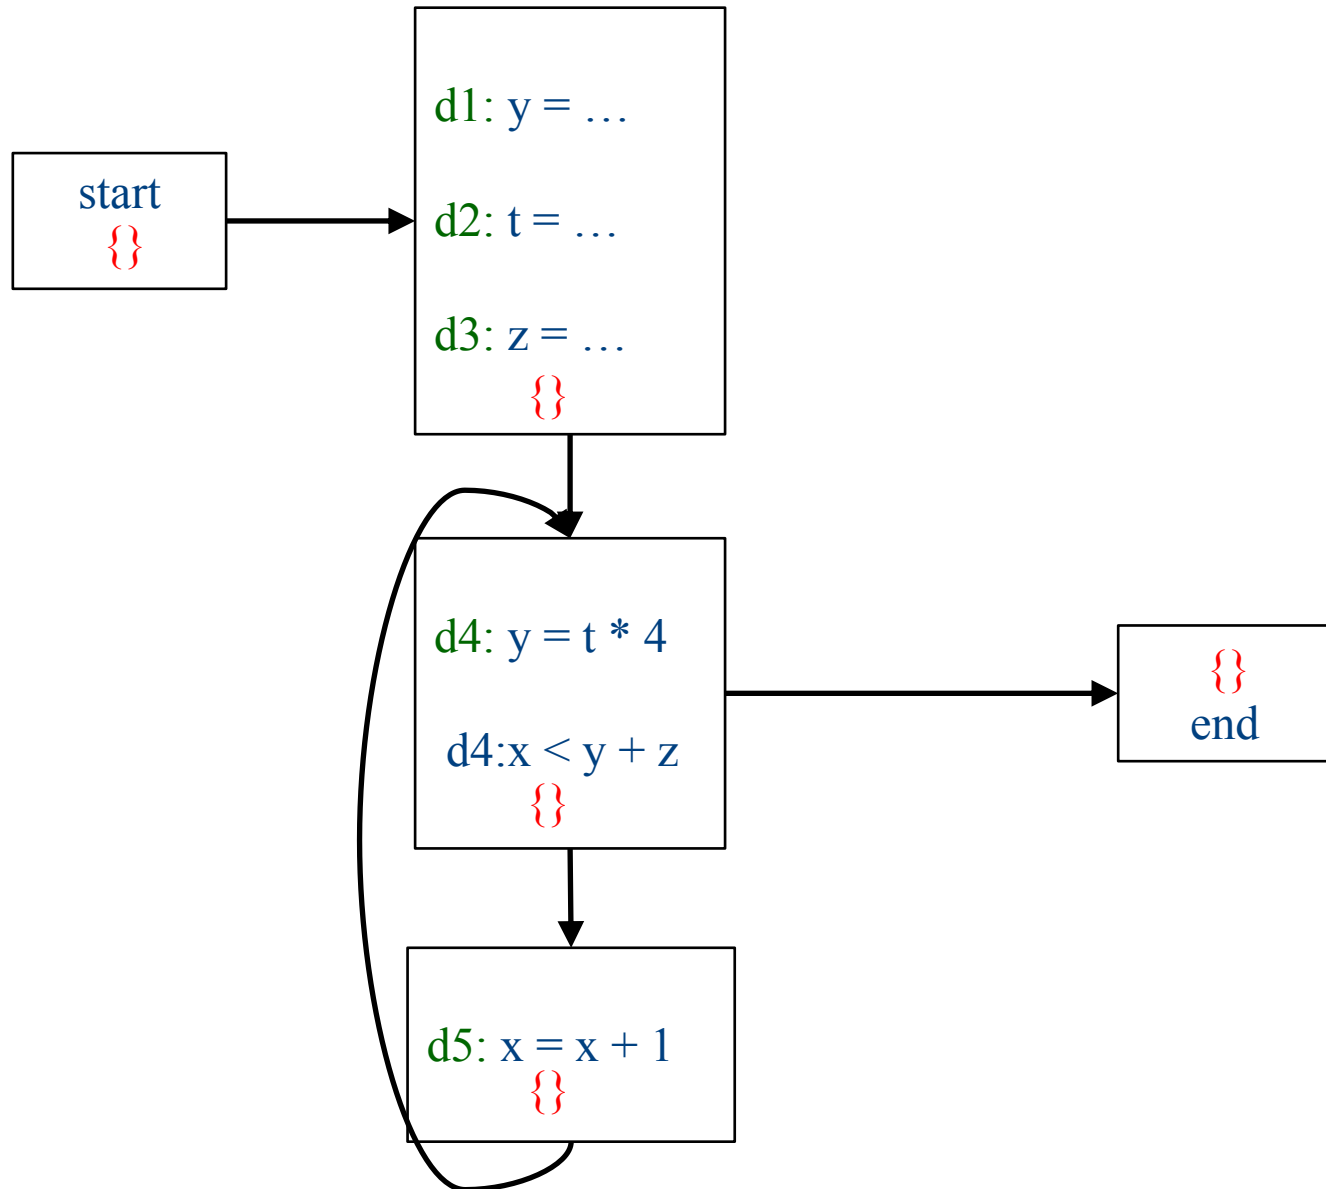 start
{}
d1: y = …
d2: t = …
d3: z = …
{}
d4: y = t * 4
d4:x < y + z
{}
{}
end
d5: x = x + 1
{}